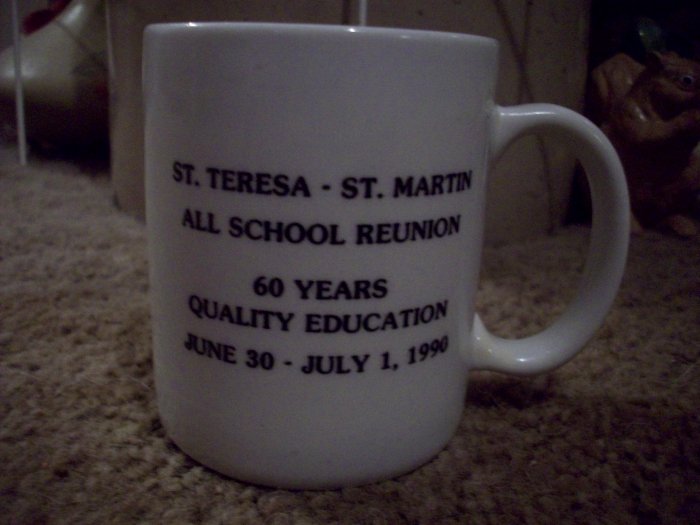 ST. TERESA - ST. MARTIN
ALL SCHOOL REUNION
60 YEARS
QUALITY EDUCATION
JUNE 30 - JULY 1, 1990